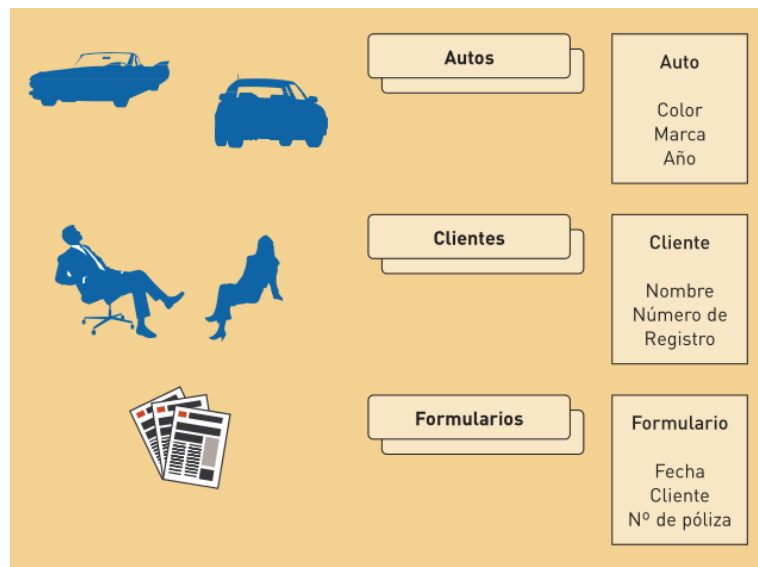 Autos
Auto
Color
Marca
Año
Clientes
Cliente
Nombre
Número de
Registro
Formularios
Formulario
Fecha
Cliente
Nº de póliza